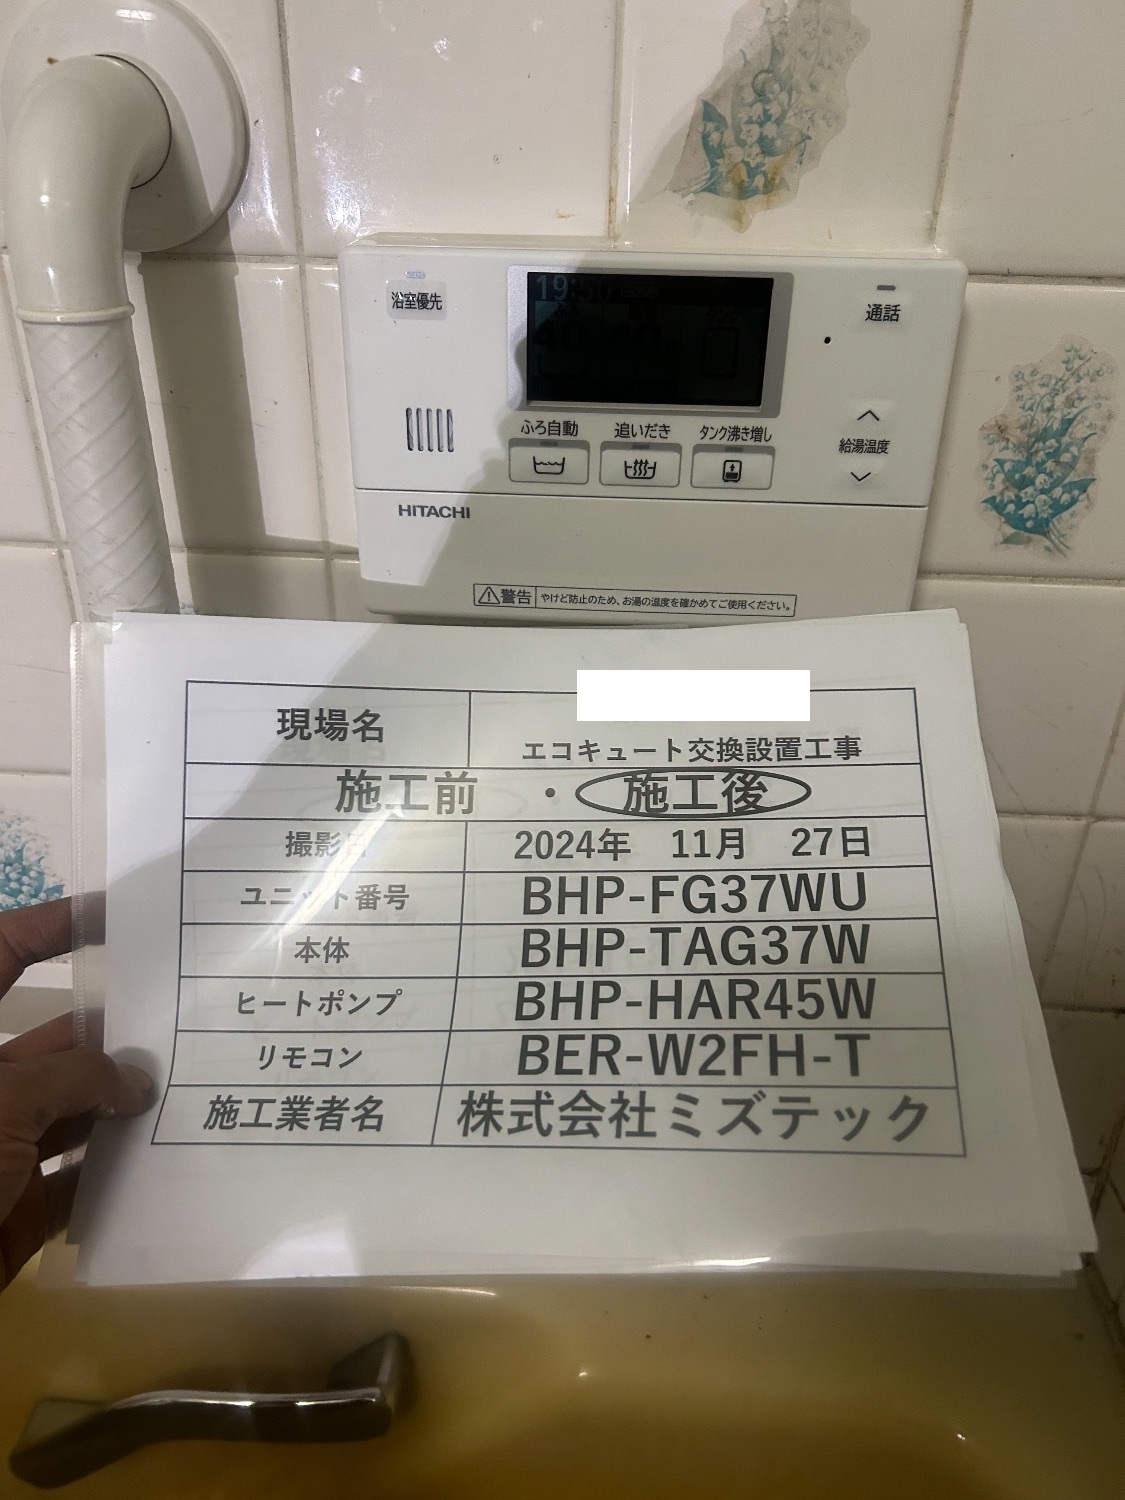 浴室優先
19:50
40
通話
ふろ自動 追いだき タンク沸き増し
給湯温度
HITACHI
警告 やけど防止のため、お湯の温度を確かめてご使用ください。
現場名 エコキュート交換設置工事
施工前 ・ 施工後
撮影日 2024年 11月 27日
ユニット番号 BHP-FG37WU
本体 BHP-TAG37W
ヒートポンプ BHP-HAR45W
リモコン BER-W2FH-T
施工業者名 株式会社ミズテック